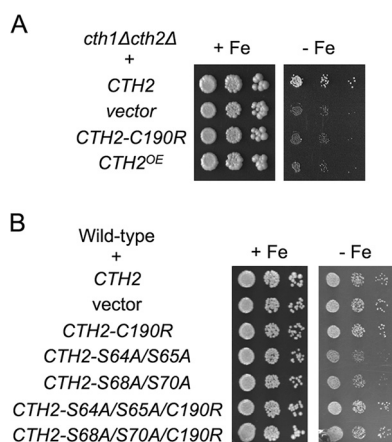 A
cth1Δcth2Δ
+
+ Fe
- Fe
CTH2
vector
CTH2-C190R
CTH2OE
B
Wild-type
+
+ Fe
- Fe
CTH2
vector
CTH2-C190R
CTH2-S64A/S65A
CTH2-S68A/S70A
CTH2-S64A/S65A/C190R
CTH2-S68A/S70A/C190R